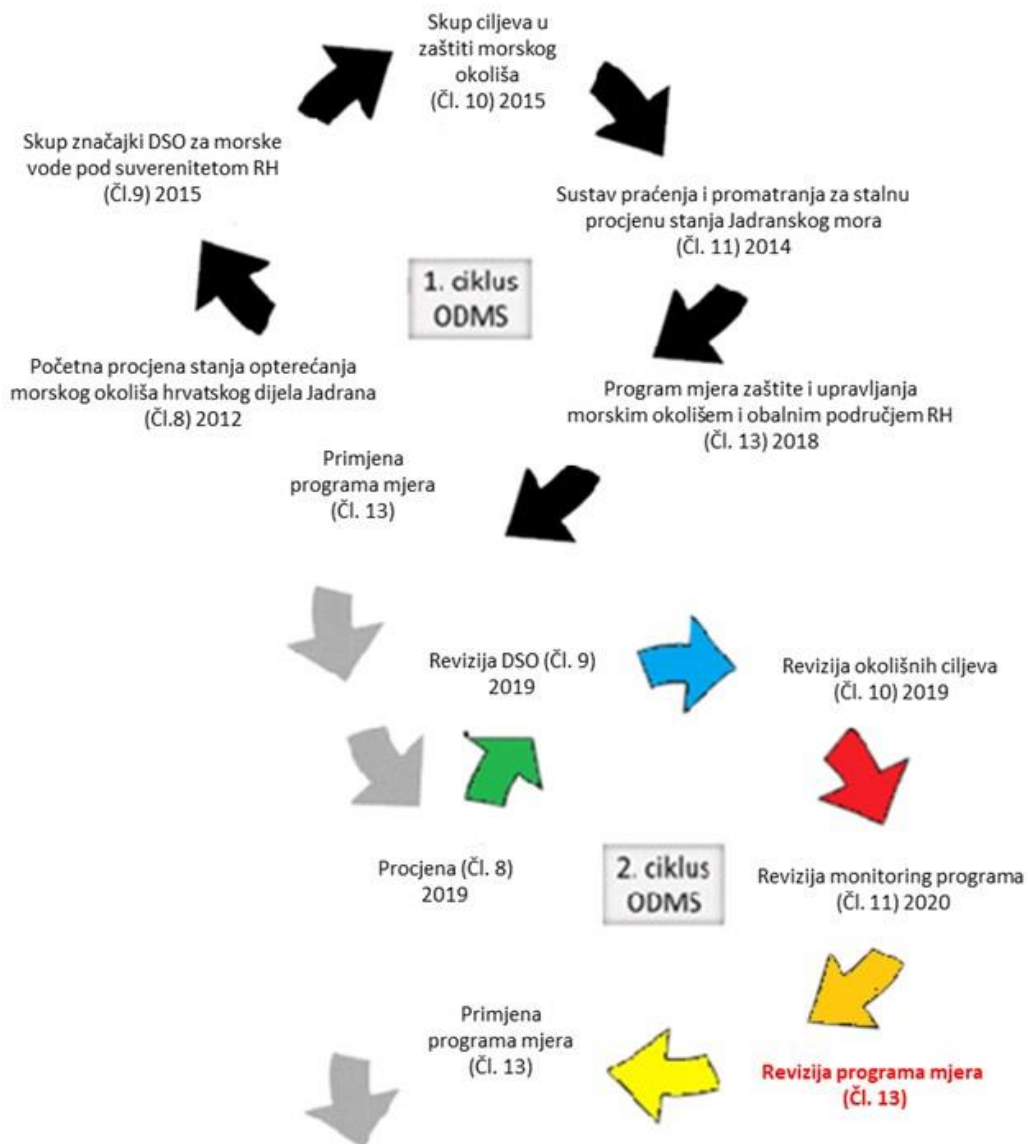 Skup ciljeva u
zaštiti morskog
okoliša
(Čl. 10) 2015
Skup značajki DSO za morske
vode pod suverenitetom RH
(Čl.9) 2015
Sustav praćenja i promatranja za stalnu
procjenu stanja Jadranskog mora
(Čl. 11) 2014
1. ciklus
ODMS
Početna procjena stanja opterećanja
morskog okoliša hrvatskog dijela Jadrana
(Čl.8) 2012
Program mjera zaštite i upravljanja
morskim okolišem i obalnim područjem RH
(Čl. 13) 2018
Primjena
programa mjera
(Čl. 13)
Revizija DSO (Čl. 9)
2019
Revizija okolišnih ciljeva
(Čl. 10) 2019
Procjena (Čl. 8)
2019
2. ciklus
ODMS
Revizija monitoring programa
(Čl. 11) 2020
Primjena
programa mjera
(Čl. 13)
Revizija programa mjera
(Čl. 13)